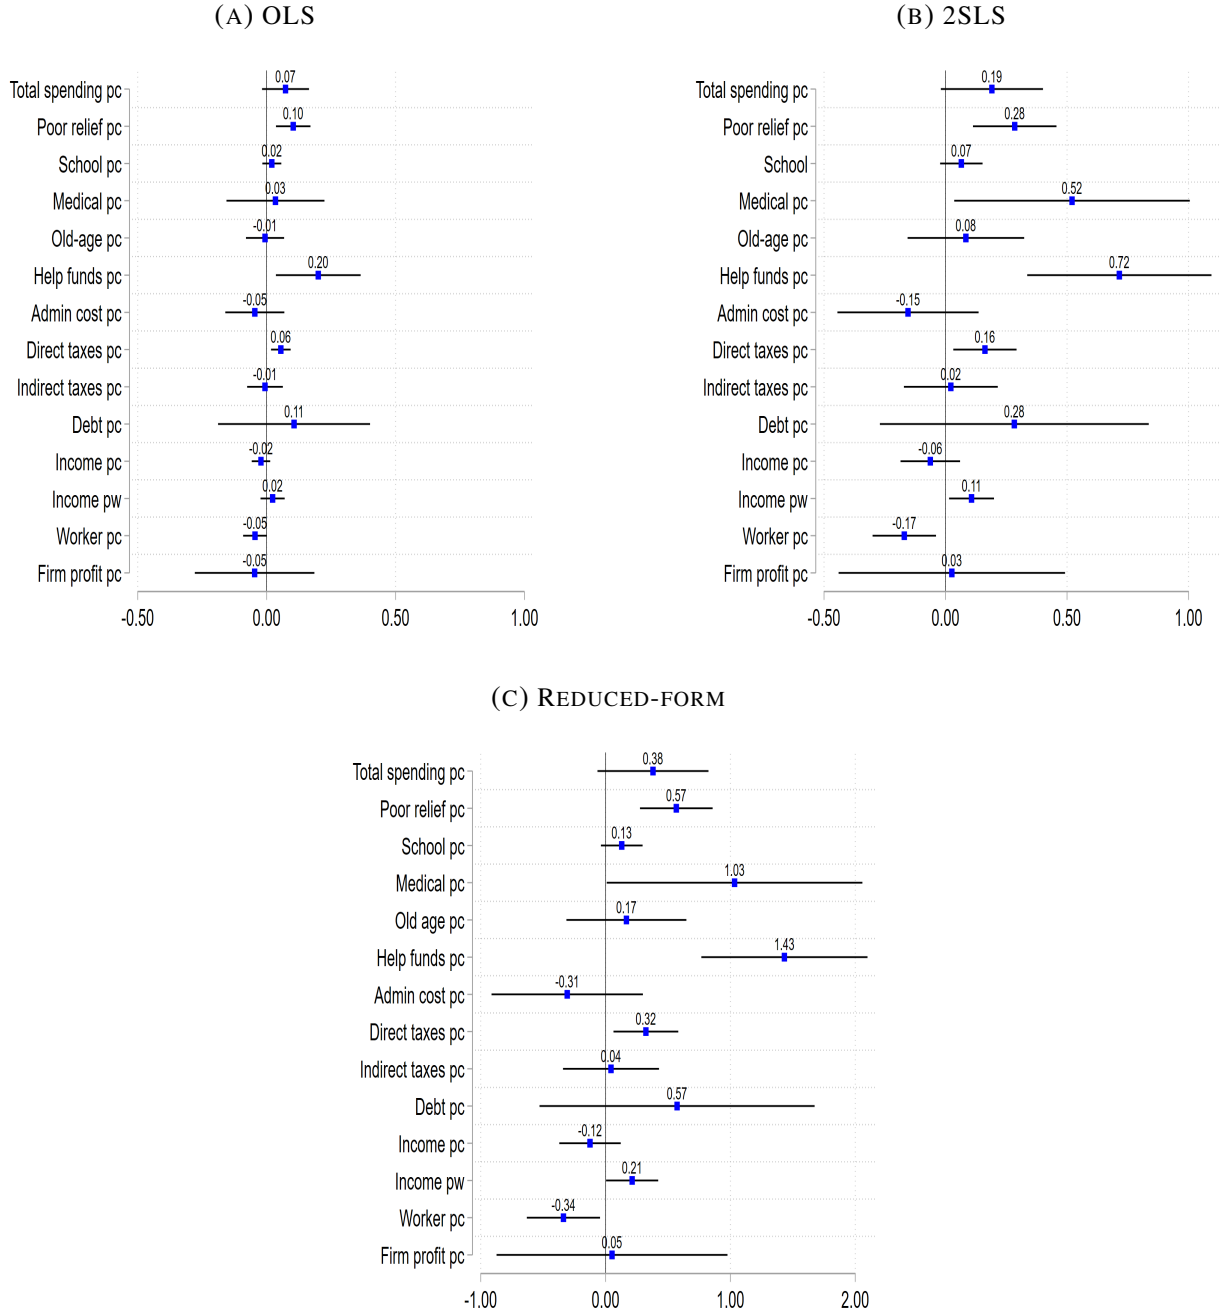 (A) OLS
0.07
Total spending pc
0.10
Poor relief pc
0.02
School pc
0.03
Medical pc
-0.01
Old-age pc
0.20
Help funds pc
-0.05
Admin cost pc
0.06
Direct taxes pc
-0.01
Indirect taxes pc
0.11
Debt pc
-0.02
Income pc
0.02
Income pw
-0.05
Worker pc
-0.05
Firm profit pc
-0.50 0.00 0.50 1.00
(B) 2SLS
0.19
Total spending pc
0.28
Poor relief pc
0.07
School
0.52
Medical pc
0.08
Old-age pc
0.72
Help funds pc
-0.15
Admin cost pc
0.16
Direct taxes pc
0.02
Indirect taxes pc
0.28
Debt pc
-0.06
Income pc
0.11
Income pw
-0.17
Worker pc
0.03
Firm profit pc
-0.50 0.00 0.50 1.00
(C) REDUCED-FORM
0.38
Total spending pc
0.57
Poor relief pc
0.13
School pc
1.03
Medical pc
0.17
Old age pc
1.43
Help funds pc
-0.31
Admin cost pc
0.32
Direct taxes pc
0.04
Indirect taxes pc
0.57
Debt pc
-0.12
Income pc
0.21
Income pw
-0.34
Worker pc
0.05
Firm profit pc
-1.00 0.00 1.00 2.00